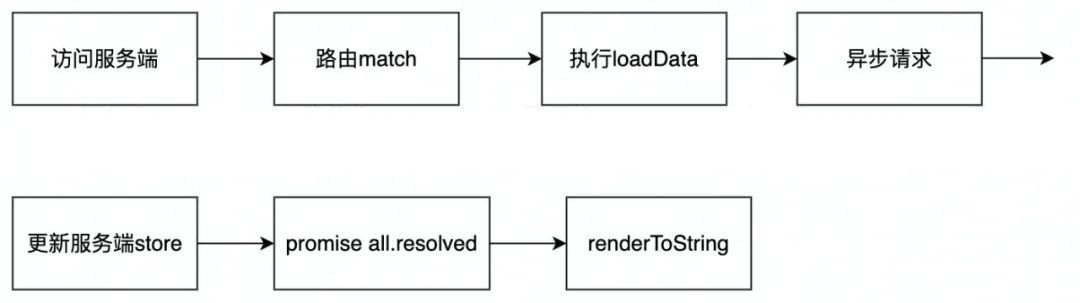 访问服务端
路由match
执行loadData
异步请求
更新服务端store
promise all.resolved
renderToString